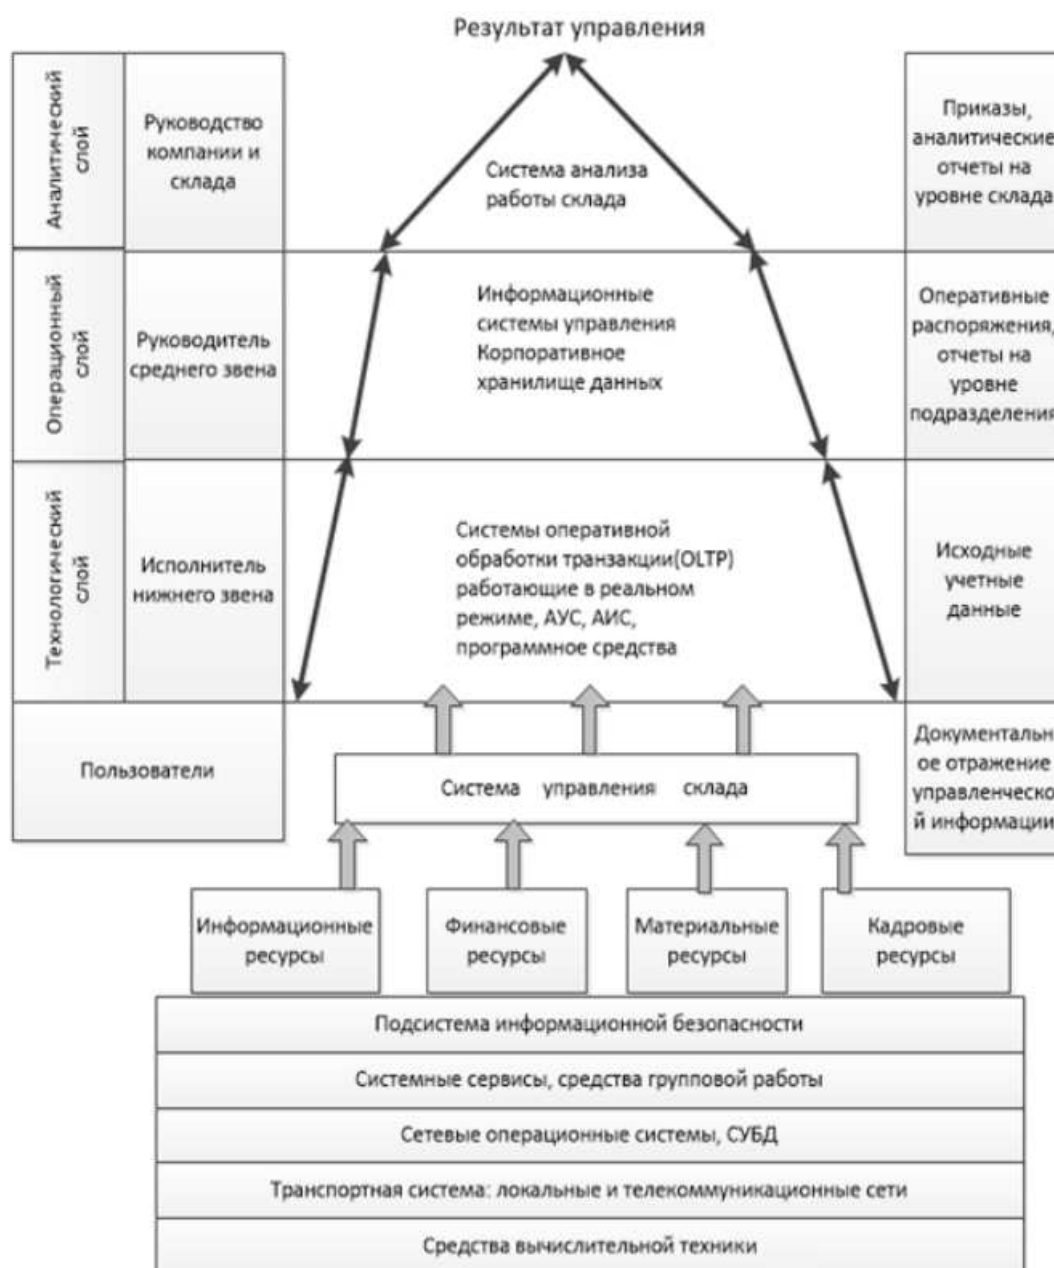 Результат управления
Аналитический
слой
Руководство
компании и
склада
Система анализа
работы склада
Приказы,
аналитические
отчеты на
уровне склада
Операционный
слой
Руководитель
среднего звена
Информационные
системы управления
Корпоративное
хранилище данных
Оперативные
распоряжения,
отчеты на
уровне
подразделения
Технологический
слой
Исполнитель
нижнего звена
Системы оперативной
обработки транзакции(OLTP)
работающие в реальном
режиме, АУС, АИС,
программное средства
Исходные
учетные
данные
Пользователи
Система управления склада
Документальн
ое отражение
управленческо
й информации
Информационные
ресурсы
Финансовые
ресурсы
Материальные
ресурсы
Кадровые
ресурсы
Подсистема информационной безопасности
Системные сервисы, средства групповой работы
Сетевые операционные системы, СУБД
Транспортная система: локальные и телекоммуникационные сети
Средства вычислительной техники